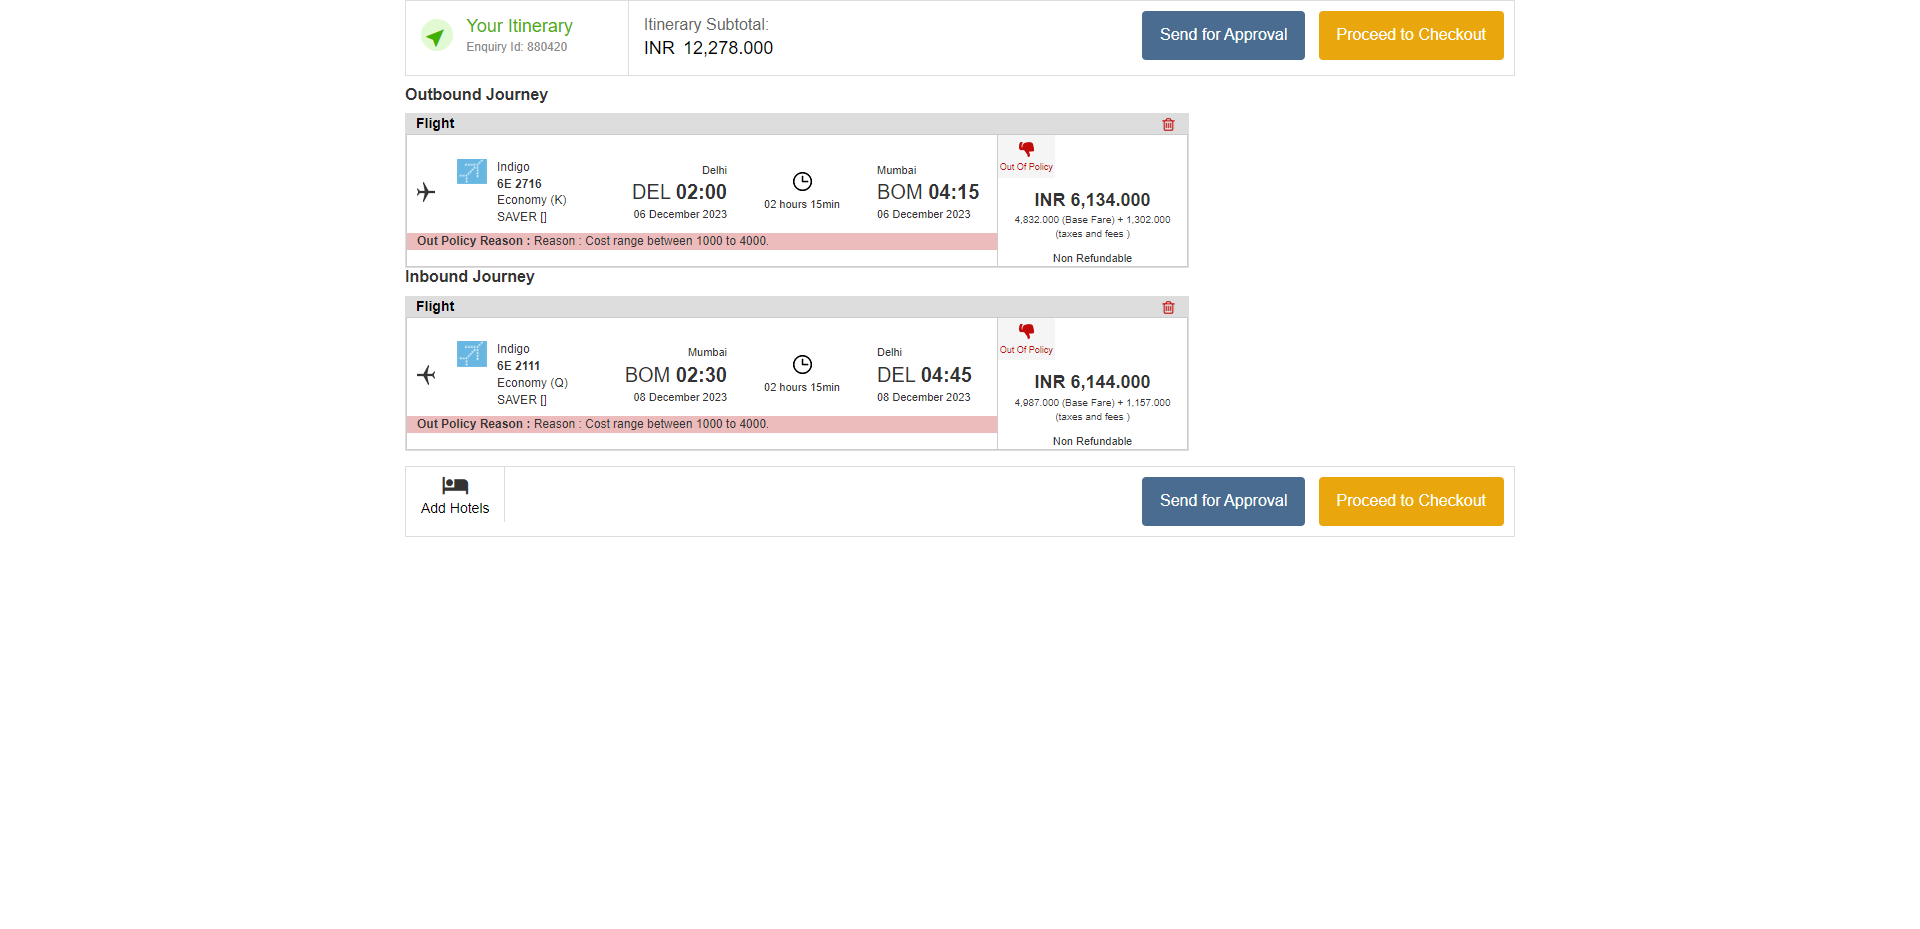 Your Itinerary
Enquiry Id: 880420
Itinerary Subtotal:
INR 12,278.000
Send for Approval
Proceed to Checkout
Outbound Journey
Flight
Indigo
6E 2716
Economy (K)
SAVER []
Delhi
DEL 02:00
06 December 2023
02 hours 15min
Mumbai
BOM 04:15
06 December 2023
Out Of Policy
INR 6,134.000
4,832.000 (Base Fare) + 1,302.000
(taxes and fees )
Non Refundable
Out Policy Reason : Reason : Cost range between 1000 to 4000.
Inbound Journey
Flight
Indigo
6E 2111
Economy (Q)
SAVER []
Mumbai
BOM 02:30
08 December 2023
02 hours 15min
Delhi
DEL 04:45
08 December 2023
Out Of Policy
INR 6,144.000
4,987.000 (Base Fare) + 1,157.000
(taxes and fees )
Non Refundable
Out Policy Reason : Reason : Cost range between 1000 to 4000.
Add Hotels
Send for Approval
Proceed to Checkout